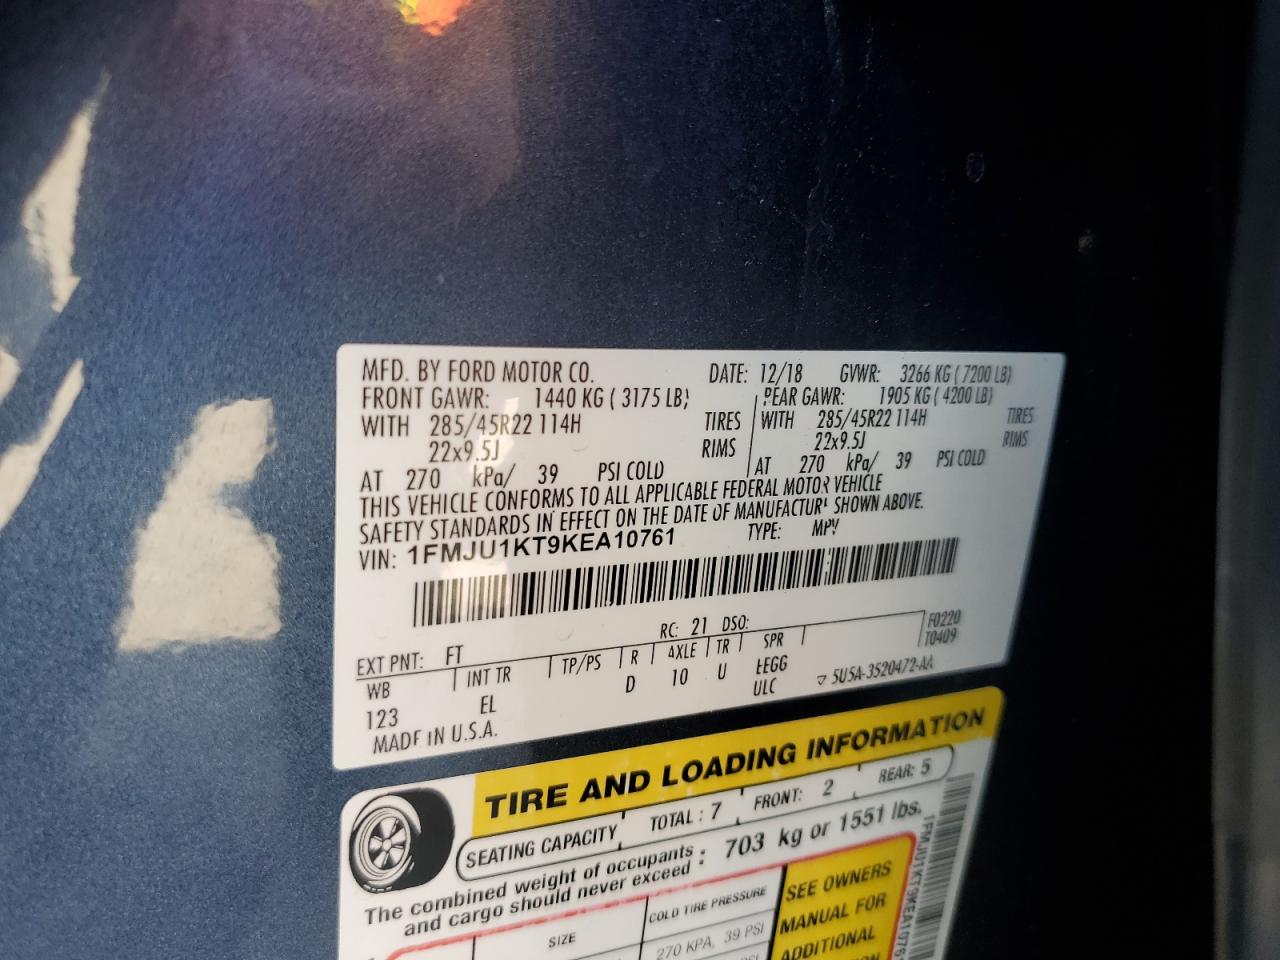 MFD. BY FORD MOTOR CO. DATE: 12/18 GVWR: 3266 KG ( 7200 LB)
FRONT GAWR: 1440 KG ( 3175 LB) REAR GAWR: 1905 KG ( 4200 LB)
WITH 285/45R22 114H TIRES WITH 285/45R22 114H TIRES
22x9.5J RIMS 22x9.5J RIMS
AT 270 kPa/ 39 PSI COLD AT 270 kPa/ 39 PSI COLD
THIS VEHICLE CONFORMS TO ALL APPLICABLE FEDERAL MOTOR VEHICLE
SAFETY STANDARDS IN EFFECT ON THE DATE OF MANUFACTURE SHOWN ABOVE.
VIN: 1FMJU1KT9KEA10761 TYPE: MPV
EXT PNT: FT RC: 21 DSO: F0220
WB INT TR TP/PS R AXLE TR SPR T0409
123 EL D 10 U EEGG 5U5A-3520472-AA
ULC
MADE IN U.S.A.
TIRE AND LOADING INFORMATION
SEATING CAPACITY TOTAL : 7 FRONT: 2 REAR: 5
The combined weight of occupants : 703 kg or 1551 lbs.
and cargo should never exceed
SIZE COLD TIRE PRESSURE
270 KPA, 39 PSI
SEE OWNERS
MANUAL FOR
ADDITIONAL